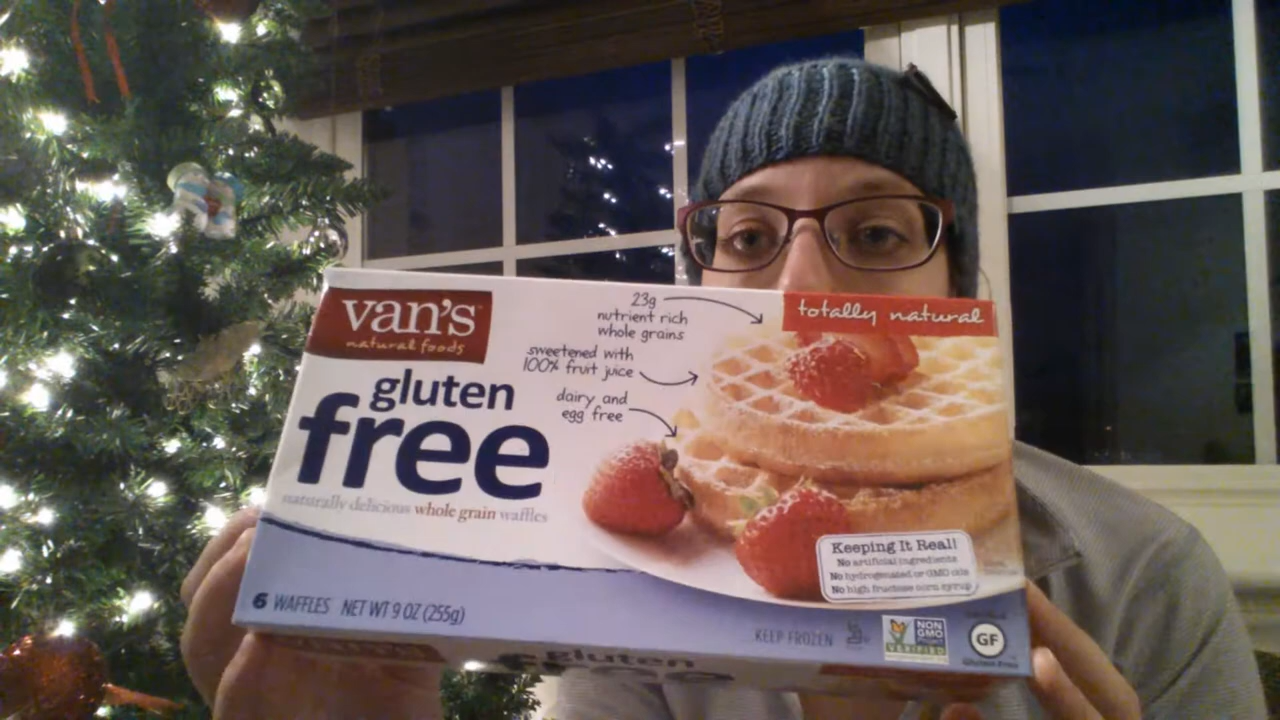 van's
natural foods
gluten
free
naturally delicious whole grain waffles
23g
nutrient rich
whole grains
sweetened with
100% fruit juice
dairy and
egg free
totally natural
Keeping It Real!
No artificial ingredients
No hydrogenated or GMO oils
No high fructose corn syrup
6 WAFFLES NET WT 9 OZ (255g)
KEEP FROZEN
NON
GMO
VERIFIED
GF
Gluten-Free
gluten